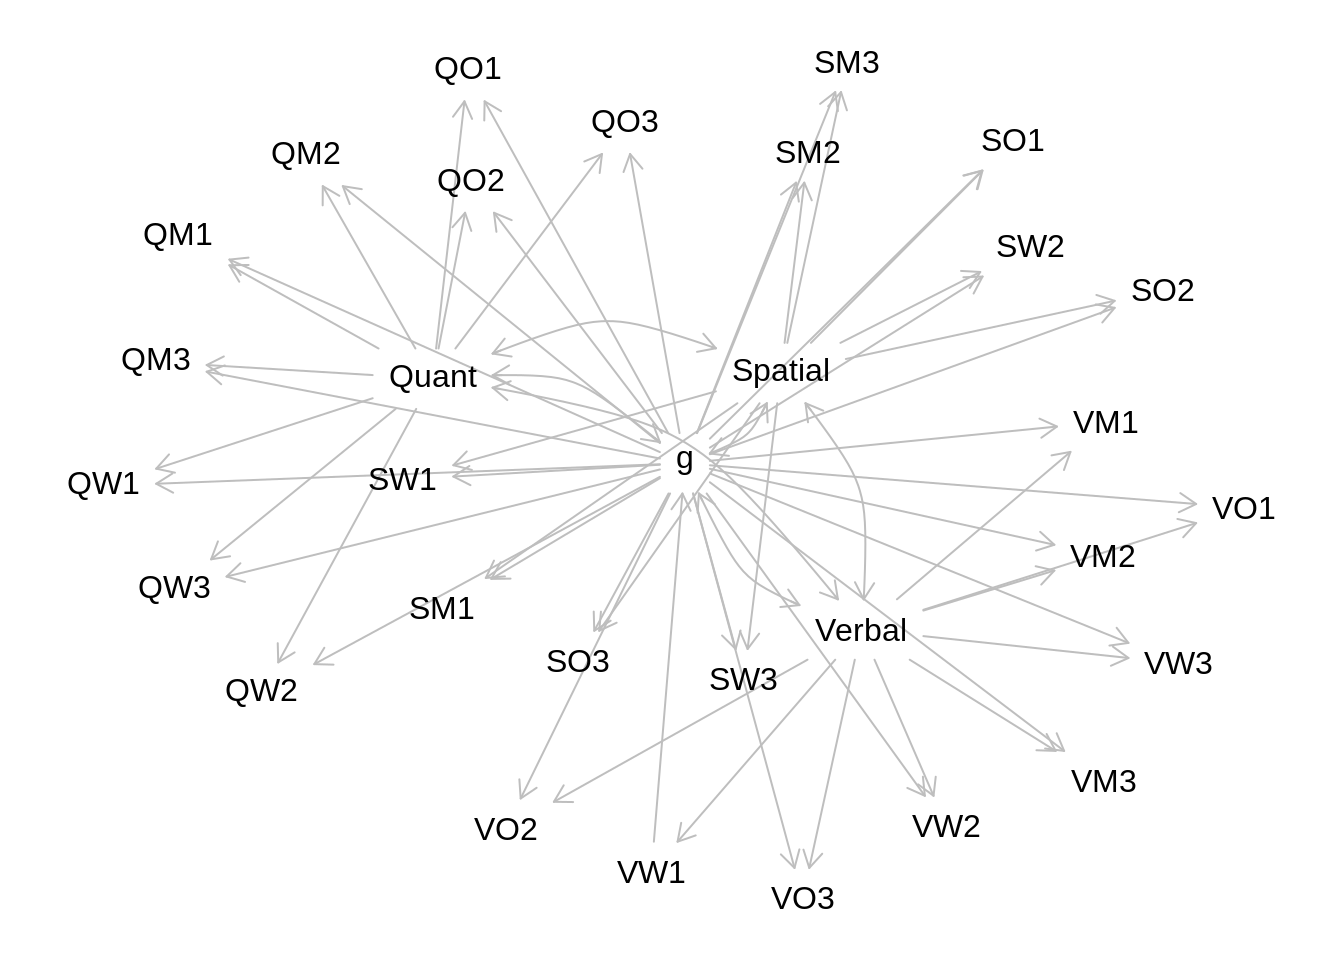 SM3
QO1
QO3
SO1
QM2
SM2
QO2
QM1
SW2
SO2
QM3
Spatial
Quant
VM1
g
SW1
QW1
VO1
VM2
QW3
SM1
Verbal
SO3
VW3
SW3
QW2
VM3
VW2
VO2
VW1
VO3